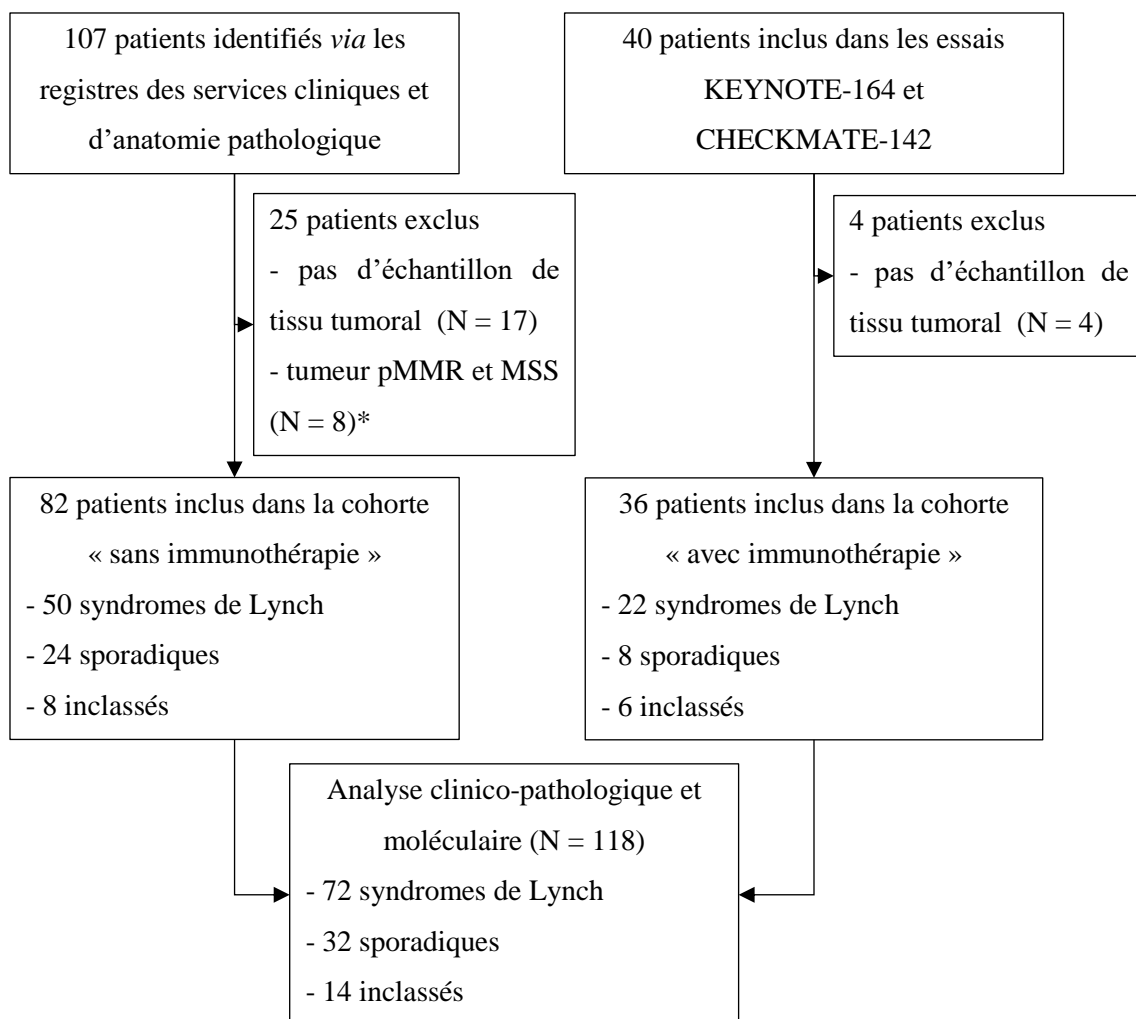 107 patients identifiés via les
registres des services cliniques et
d'anatomie pathologique
40 patients inclus dans les essais
KEYNOTE-164 et
CHECKMATE-142
25 patients exclus
- pas d'échantillon de
tissu tumoral (N = 17)
- tumeur pMMR et MSS
(N = 8)*
4 patients exclus
- pas d'échantillon de
tissu tumoral (N = 4)
82 patients inclus dans la cohorte
« sans immunothérapie »
- 50 syndromes de Lynch
- 24 sporadiques
- 8 inclassés
36 patients inclus dans la cohorte
« avec immunothérapie »
- 22 syndromes de Lynch
- 8 sporadiques
- 6 inclassés
Analyse clinico-pathologique et
moléculaire (N = 118)
- 72 syndromes de Lynch
- 32 sporadiques
- 14 inclassés